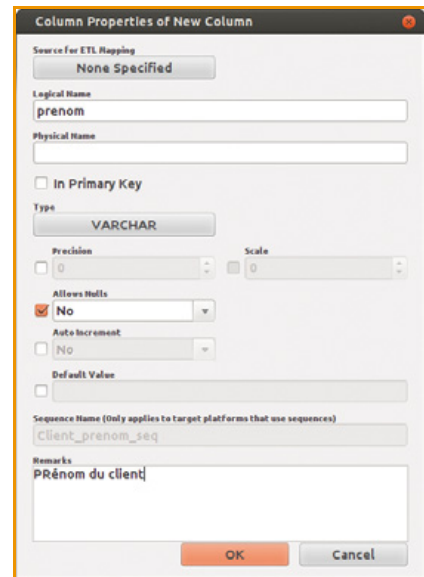 Column Properties of New Column
Source for ETL Mapping
None Specified
Logical Name
prenom
Physical Name
In Primary Key
Type
VARCHAR
Precision Scale
0 0
Allows Nulls
No
Auto Increment
No
Default Value
Sequence Name (Only applies to target platforms that use sequences)
Client_prenom_seq
Remarks
PRénom du client
OK Cancel